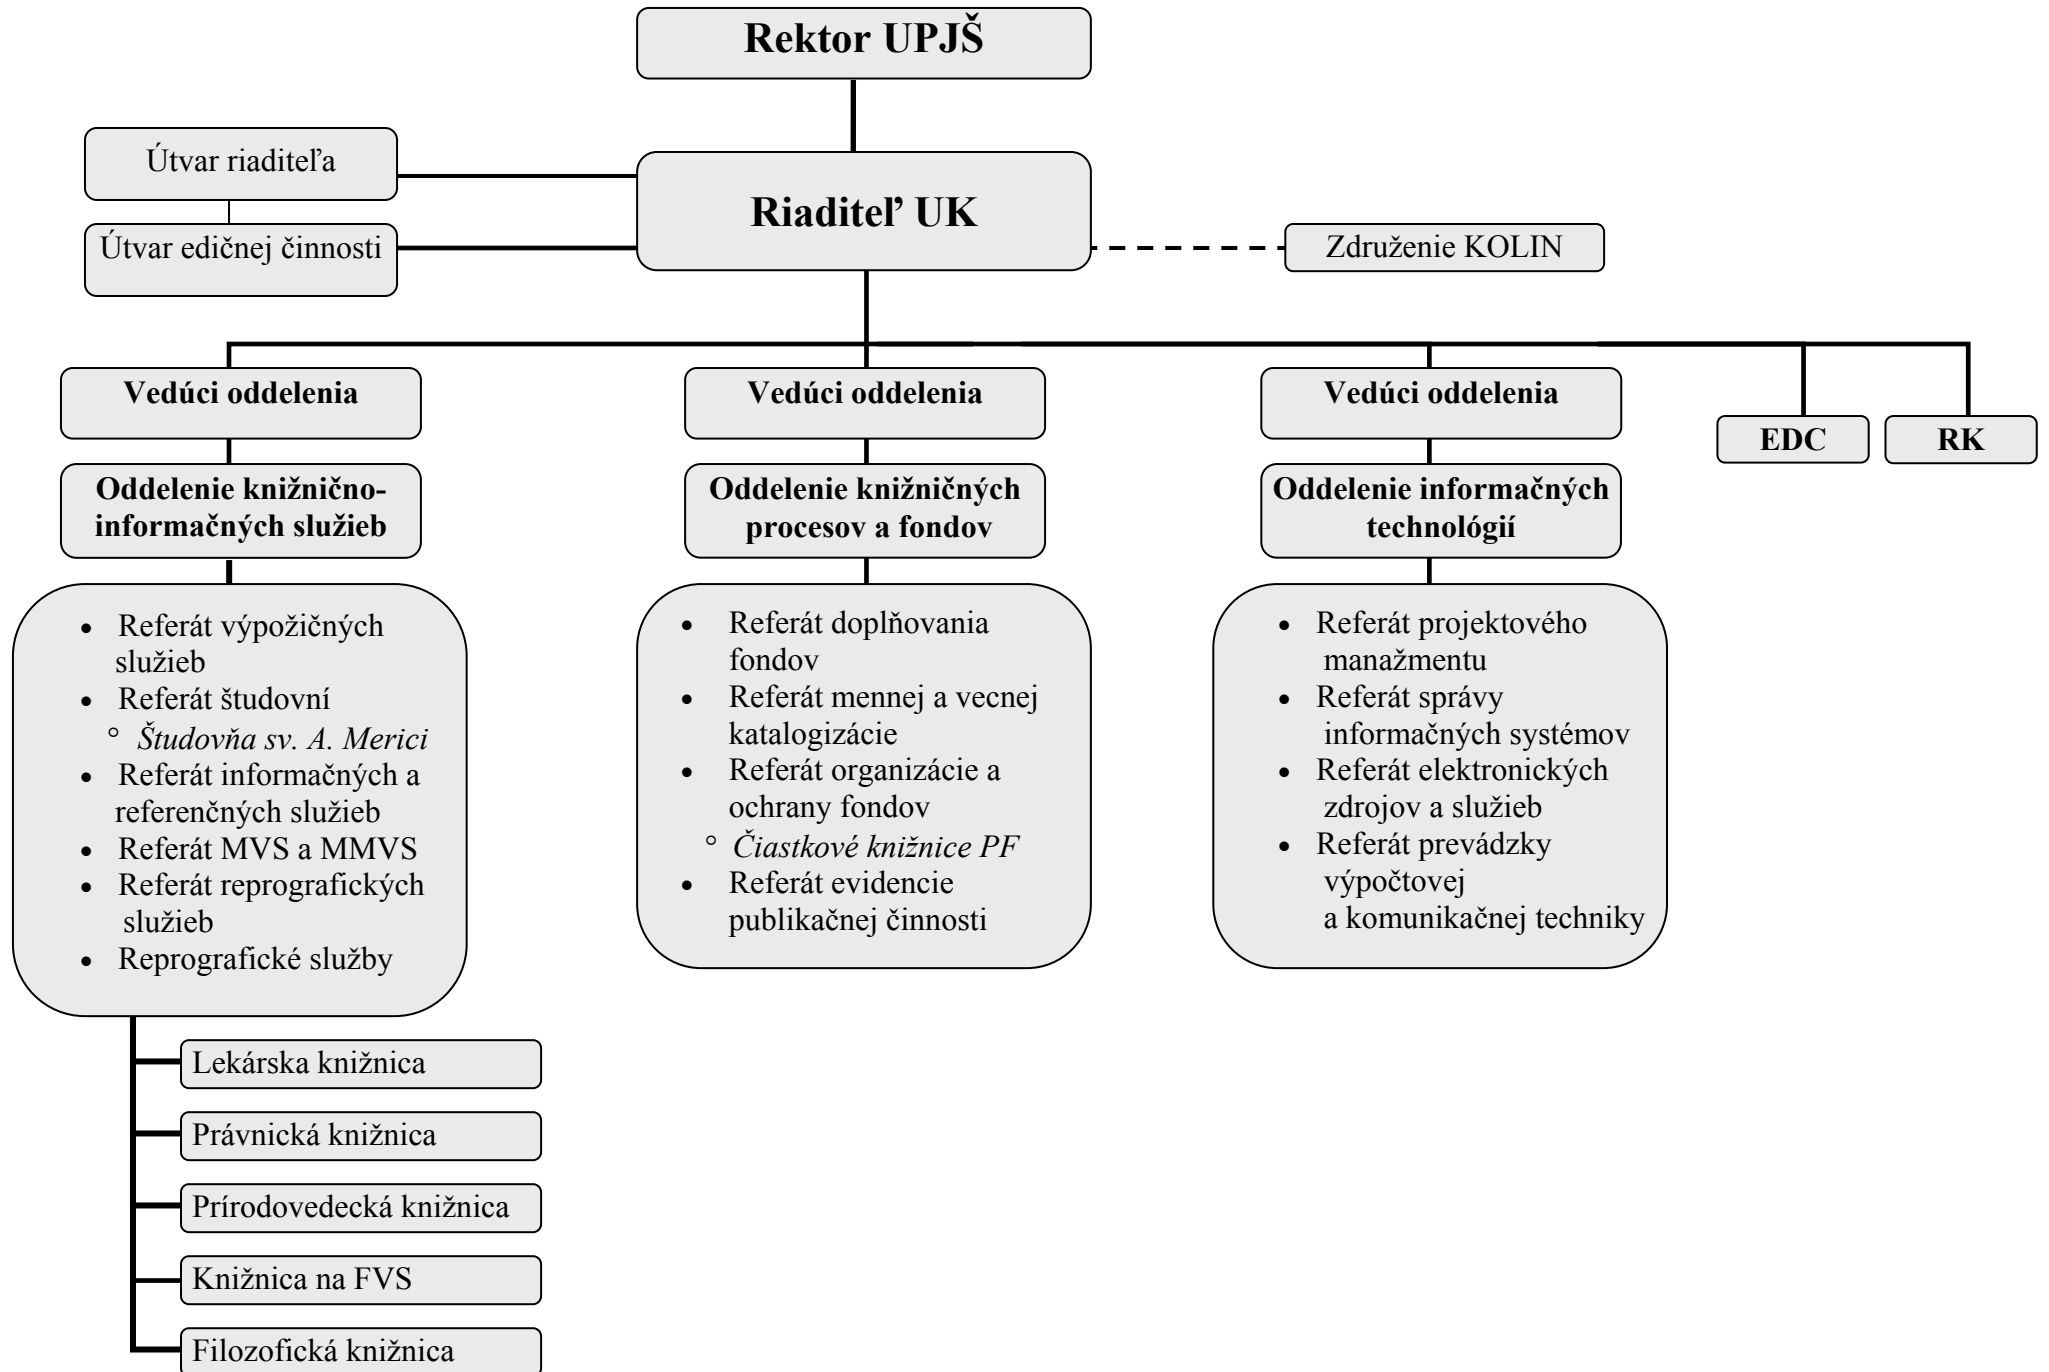 Rektor UPJŠ
Útvar riaditeľa
Riaditeľ UK
Útvar edičnej činnosti
Združenie KOLIN
Vedúci oddelenia
Vedúci oddelenia
Vedúci oddelenia
EDC
RK
Oddelenie knižnično-
informačných služieb
Oddelenie knižničných
procesov a fondov
Oddelenie informačných
technológií
• Referát výpožičných
služieb
• Referát študovní
° Študovňa sv. A. Merici
• Referát informačných a
referenčných služieb
• Referát MVS a MMVS
• Referát reprografických
služieb
• Reprografické služby
• Referát doplňovania
fondov
• Referát mennej a vecnej
katalogizácie
• Referát organizácie a
ochrany fondov
° Čiastkové knižnice PF
• Referát evidencie
publikačnej činnosti
• Referát projektového
manažmentu
• Referát správy
informačných systémov
• Referát elektronických
zdrojov a služieb
• Referát prevádzky
výpočtovej
a komunikačnej techniky
Lekárska knižnica
Právnická knižnica
Prírodovedecká knižnica
Knižnica na FVS
Filozofická knižnica